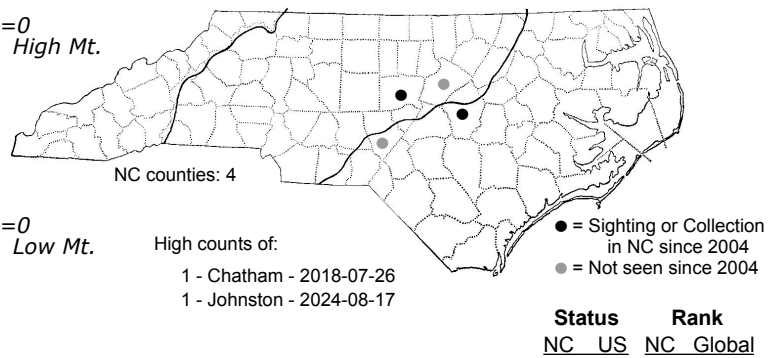 =0
High Mt.
NC counties: 4
=0
Low Mt.
High counts of:
1 - Chatham - 2018-07-26
1 - Johnston - 2024-08-17
= Sighting or Collection
in NC since 2004
= Not seen since 2004
Status Rank
NC US NC Global